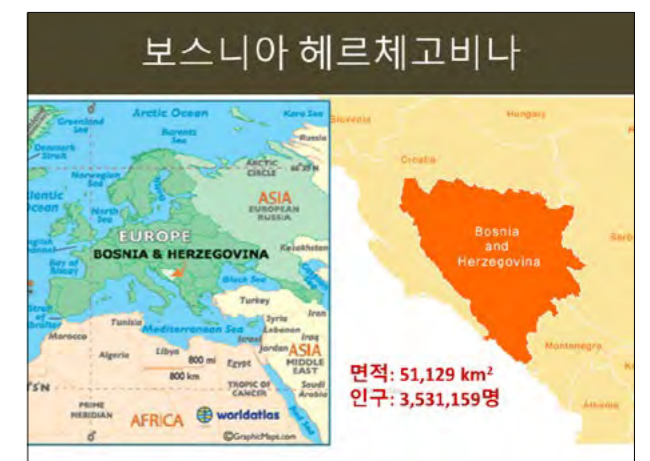 보스니아 헤르체고비나
Arctic Ocean
Kara Sea
Greenland
Sea
Barents
Sea
Russia
Denmark
Strait
Norwegian
Sea
ARCTIC
CIRCLE
North
Sea
ASIA
EUROPEAN
RUSSIA
EUROPE
BOSNIA & HERZEGOVINA
Kazakhstan
Bay of
Biscay
Black Sea
Turkey
Strait
of
Tunisia
Mediterranean Sea
Syria
Lebanon
Iran
Iraq
Israel
Jordan
Morocco
Algeria
Libya
Egypt
ASIA
MIDDLE
EAST
800 mi
800 km
TROPIC OF
CANCER
Saudi
Arabia
Red Sea
PRIME
MERIDIAN
AFRICA
worldatlas
©GraphicMaps.com
Slovenia
Hungary
Croatia
Bosnia
and
Herzegovina
Montenegro
Albania
면적: 51,129 km²
인구: 3,531,159명